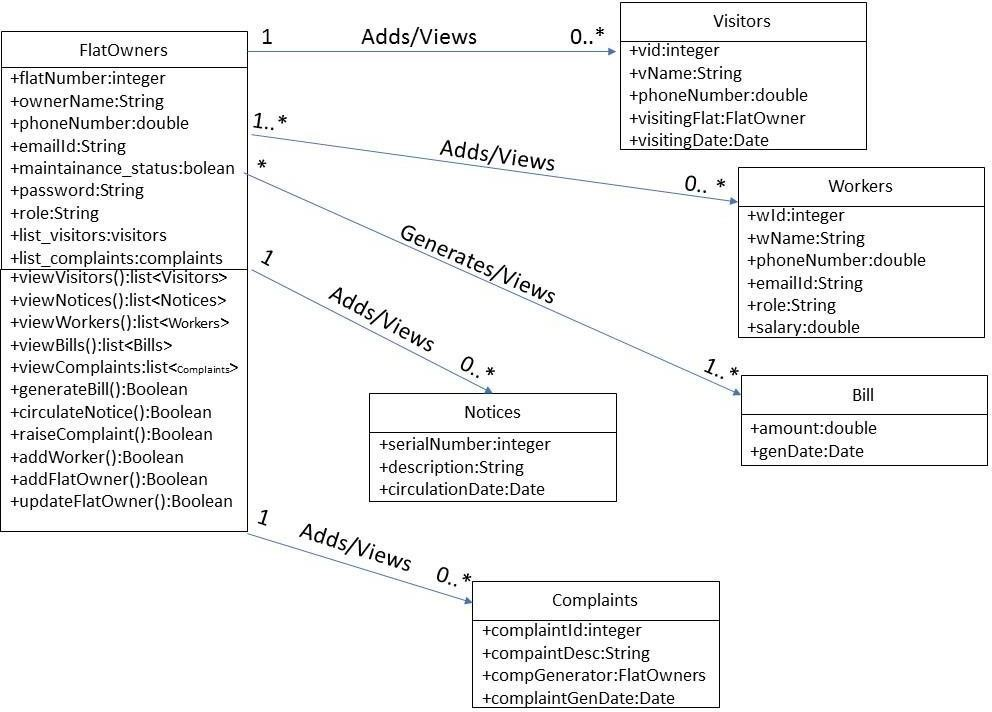 FlatOwners
+flatNumber:integer
+ownerName:String
+phoneNumber:double
+emailId:String
+maintainance_status:bolean
+password:String
+role:String
+list_visitors:visitors
+list_complaints:complaints
+viewVisitors():list<Visitors>
+viewNotices():list<Notices>
+viewWorkers():list<Workers>
+viewBills():list<Bills>
+viewComplaints:list<Complaints>
+generateBill():Boolean
+circulateNotice():Boolean
+raiseComplaint():Boolean
+addWorker():Boolean
+addFlatOwner():Boolean
+updateFlatOwner():Boolean
1 Adds/Views 0..*
Visitors
+vid:integer
+vName:String
+phoneNumber:double
+visitingFlat:FlatOwner
+visitingDate:Date
1..* Adds/Views 0.. *
Workers
+wId:integer
+wName:String
+phoneNumber:double
+emailId:String
+role:String
+salary:double
* Generates/Views 1..*
Bill
+amount:double
+genDate:Date
1 Adds/Views 0.. *
Notices
+serialNumber:integer
+description:String
+circulationDate:Date
1 Adds/Views 0..*
Complaints
+complaintId:integer
+compaintDesc:String
+compGenerator:FlatOwners
+complaintGenDate:Date